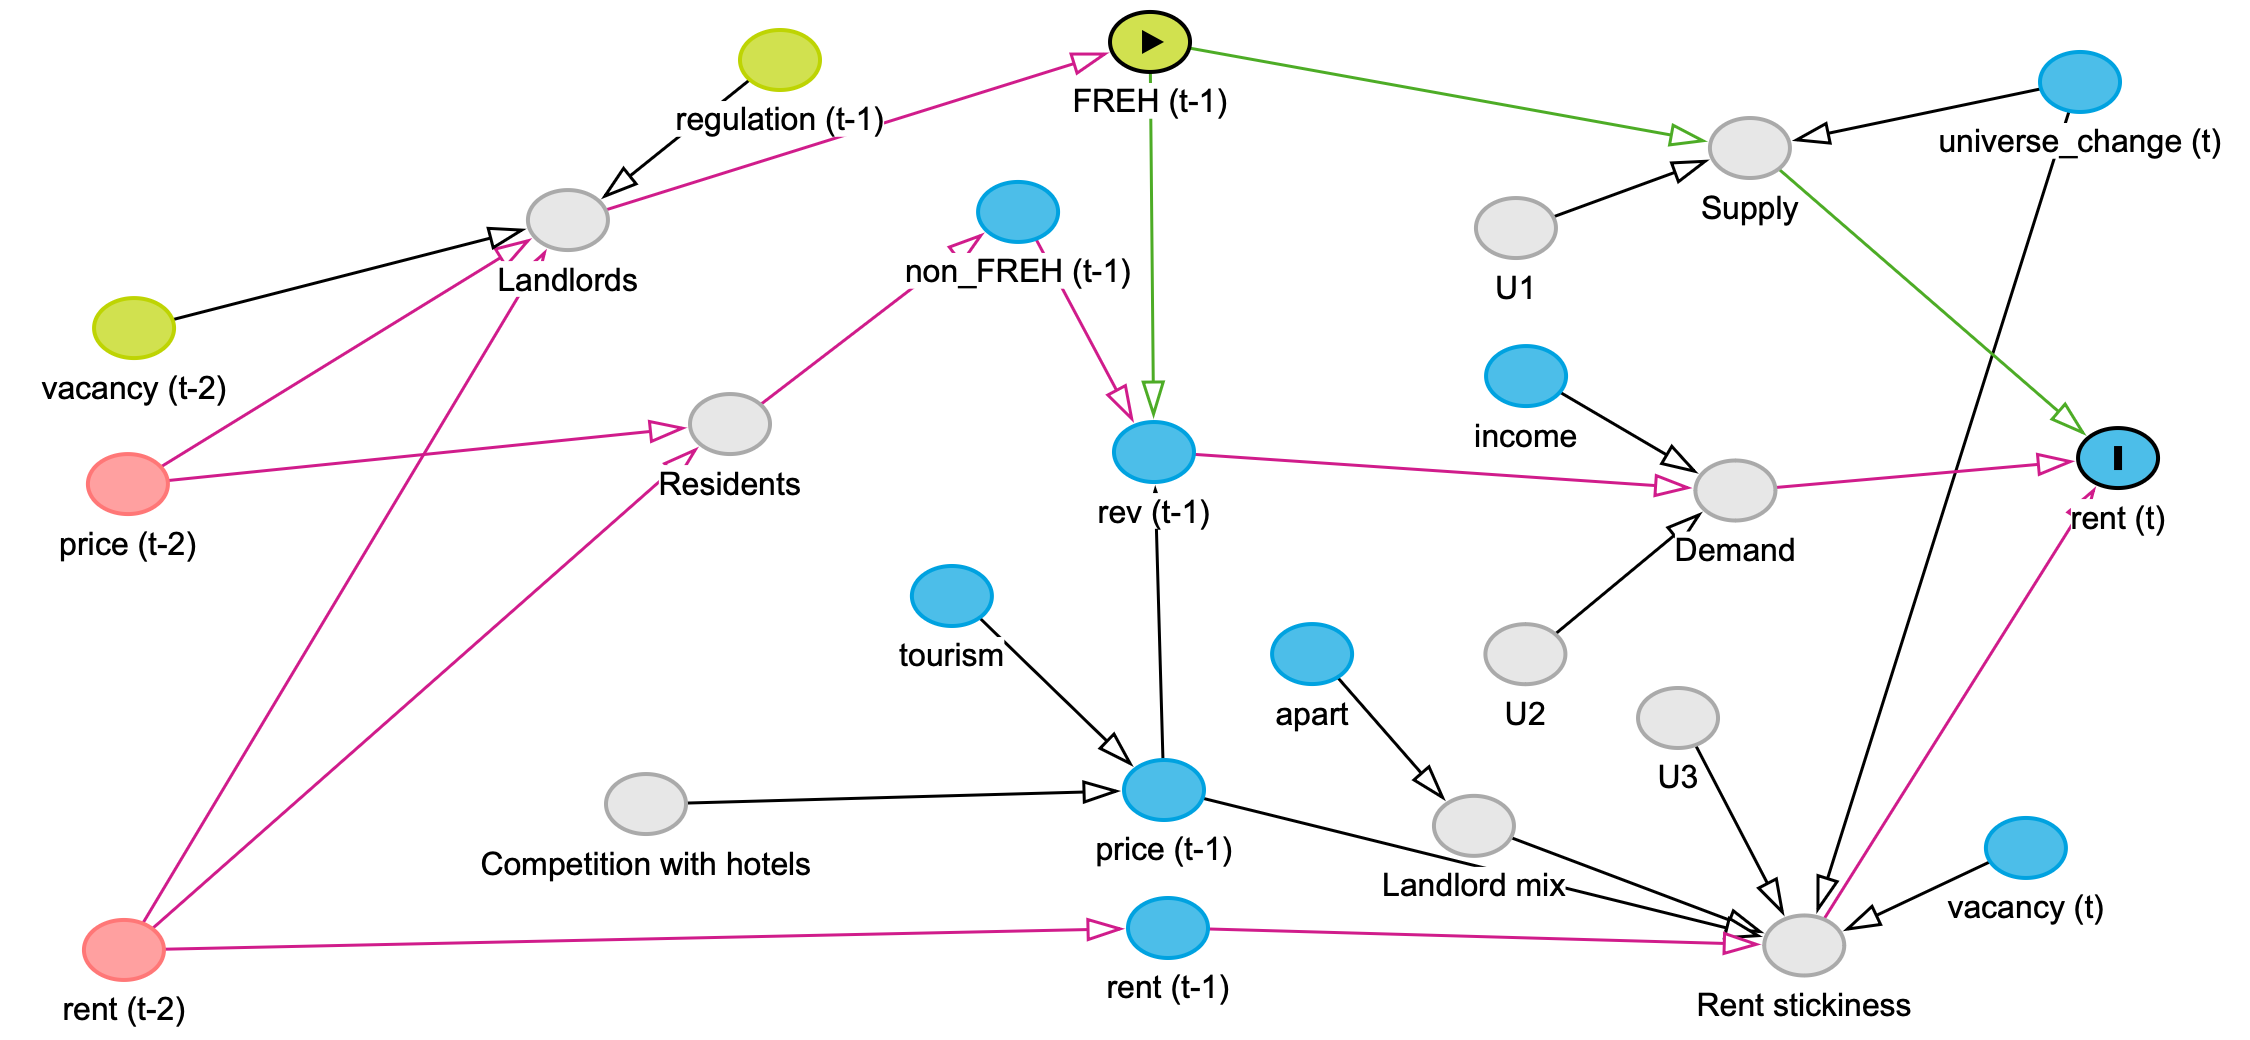 FREH (t-1)
regulation (t-1)
universe_change (t)
Supply
non_FREH (t-1)
Landlords
U1
vacancy (t-2)
income
Residents
rev (t-1)
rent (t)
price (t-2)
Demand
tourism
apart
U2
U3
price (t-1)
Competition with hotels
Landlord mix
vacancy (t)
rent (t-1)
rent (t-2)
Rent stickiness